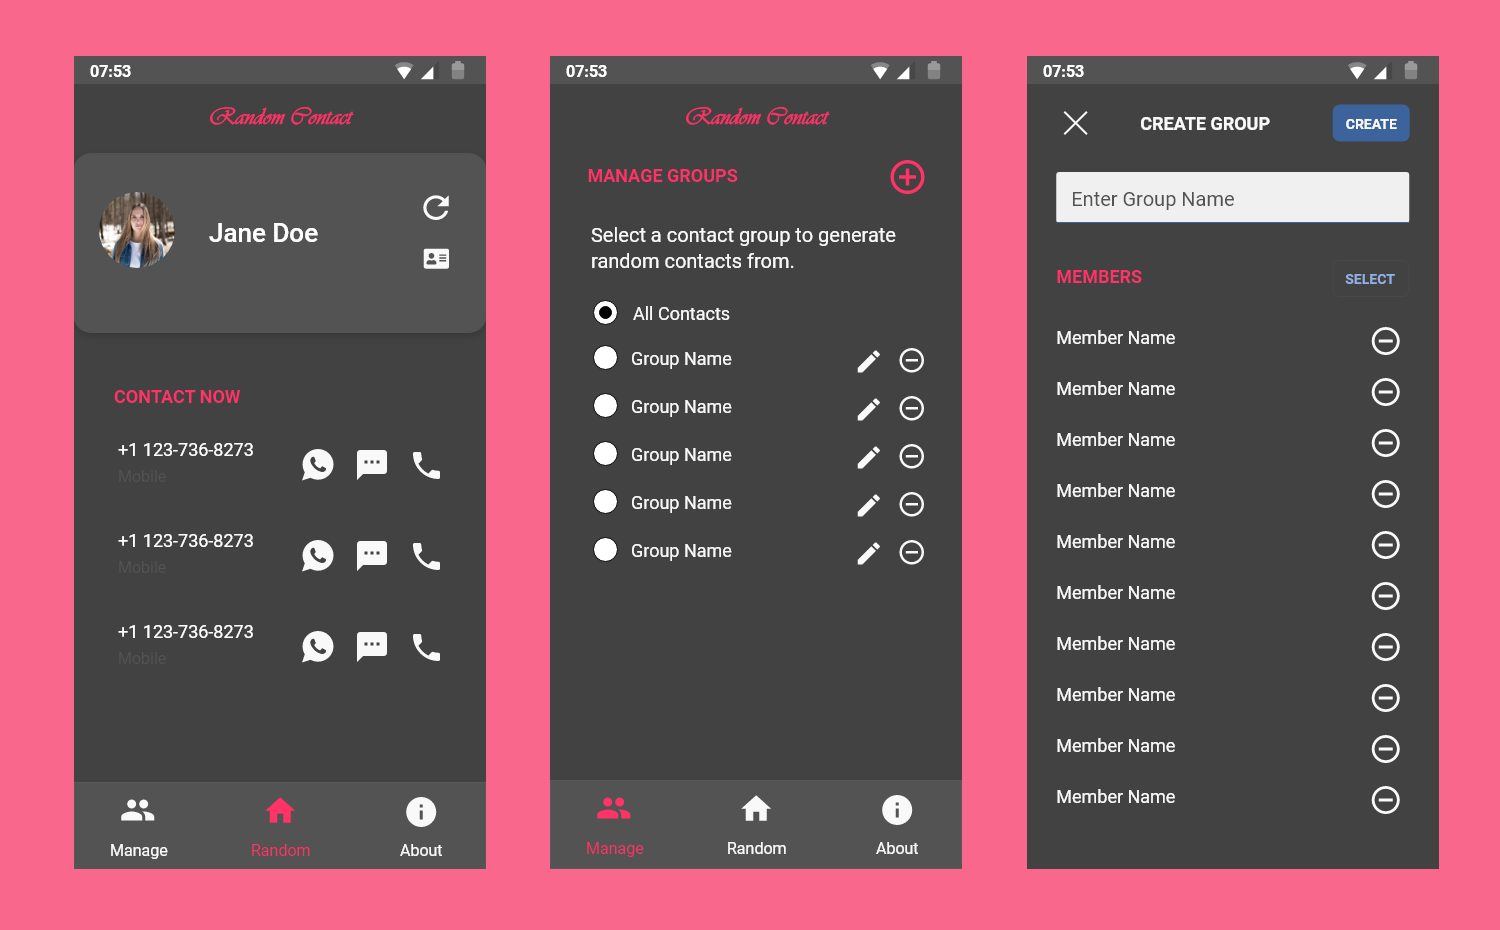 07:53
Random Contact
Jane Doe
CONTACT NOW
+1 123-736-8273
Mobile
+1 123-736-8273
Mobile
+1 123-736-8273
Mobile
Manage
Random
About
07:53
Random Contact
MANAGE GROUPS
Select a contact group to generate
random contacts from.
All Contacts
Group Name
Group Name
Group Name
Group Name
Group Name
Manage
Random
About
07:53
CREATE GROUP
CREATE
Enter Group Name
MEMBERS
SELECT
Member Name
Member Name
Member Name
Member Name
Member Name
Member Name
Member Name
Member Name
Member Name
Member Name